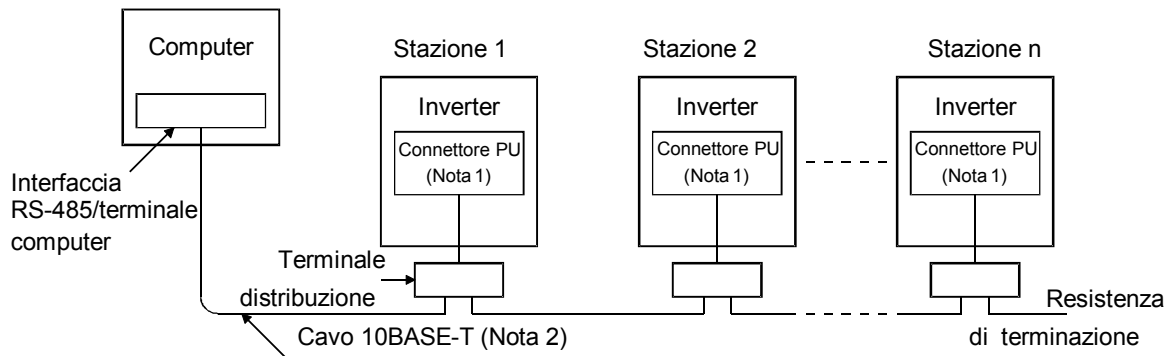 Computer
Stazione 1
Stazione 2
Stazione n
Inverter
Inverter
Inverter
Connettore PU
(Nota 1)
Connettore PU
(Nota 1)
Connettore PU
(Nota 1)
Interfaccia
RS-485/terminale
computer
Terminale
distribuzione
Cavo 10BASE-T (Nota 2)
Resistenza
di terminazione